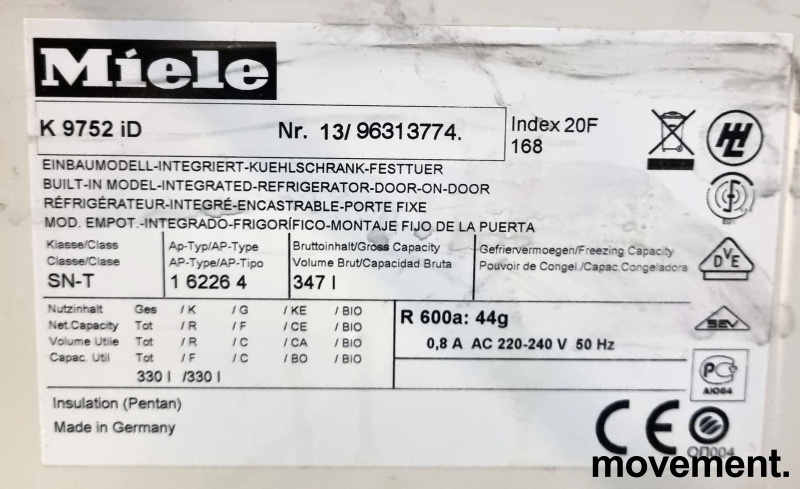 Miele
K 9752 iD Nr. 13/ 96313774. Index 20F
168
EINBAUMODELL-INTEGRIERT-KUEHLSCHRANK-FESTTUER
BUILT-IN MODEL-INTEGRATED-REFRIGERATOR-DOOR-ON-DOOR
RÉFRIGÉRATEUR-INTEGRÉ-ENCASTRABLE-PORTE FIXE
MOD. EMPOT.-INTEGRADO-FRIGORÍFICO-MONTAJE FIJO DE LA PUERTA
Klasse/Class Ap-Typ/AP-Type Bruttoinhalt/Gross Capacity Gefriervermoegen/Freezing Capacity
Classe/Clase AP-Type/AP-Tipo Volume Brut/Capacidad Bruta Pouvoir de Congel./Capac.Congeladora
SN-T 1 6226 4 347 l
Nutzinhalt Ges / K / G / KE / BIO
Net.Capacity Tot / R / F / CE / BIO
Volume Utile Tot / R / C / CA / BIO
Capac. Util Tot / F / C / BO / BIO
330 l /330 l
R 600a: 44g
0,8 A AC 220-240 V 50 Hz
DVE
SEV
PC
АЮ64
Insulation (Pentan)
Made in Germany
CE
ОП004
movement.